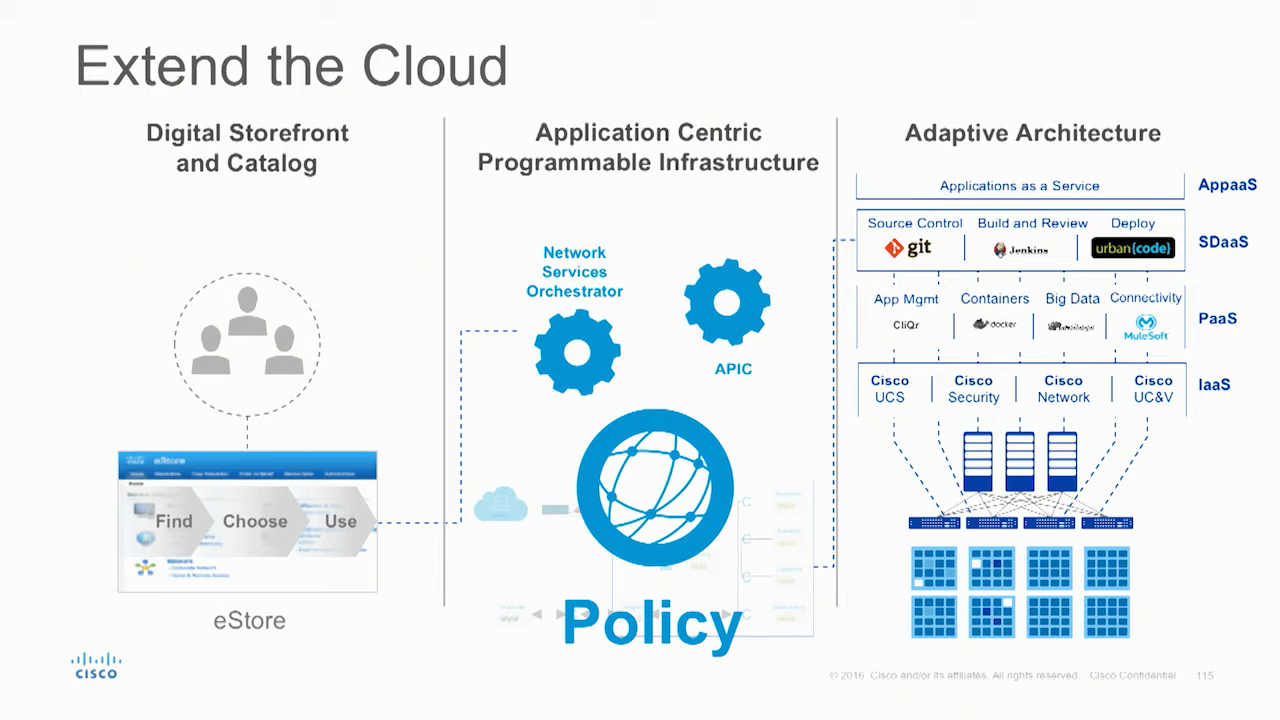 Extend the Cloud
Digital Storefront
and Catalog
eStore
Find
Choose
Use
eStore
Application Centric
Programmable Infrastructure
Network
Services
Orchestrator
APIC
Policy
Adaptive Architecture
Applications as a Service
AppaaS
Source Control
Build and Review
Deploy
git
Jenkins
urban{code}
SDaaS
App Mgmt
Containers
Big Data
Connectivity
CliQr
docker
MuleSoft
PaaS
Cisco
UCS
Cisco
Security
Cisco
Network
Cisco
UC&V
IaaS
CISCO
© 2016 Cisco and/or its affiliates. All rights reserved. Cisco Confidential 115